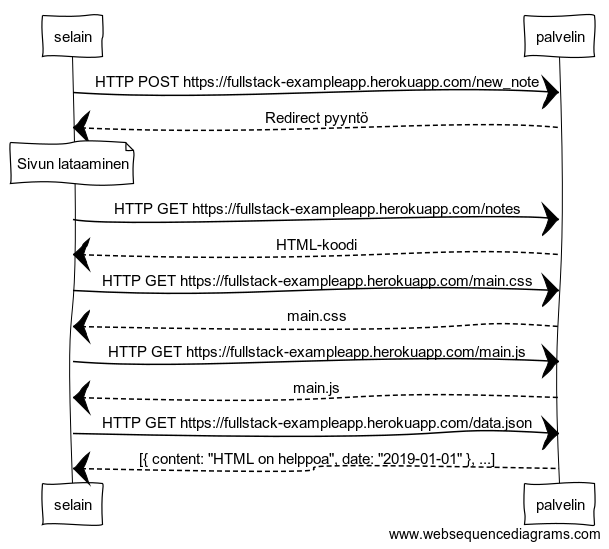 selain
palvelin
HTTP POST https://fullstack-exampleapp.herokuapp.com/new_note
Redirect pyyntö
Sivun lataaminen
HTTP GET https://fullstack-exampleapp.herokuapp.com/notes
HTML-koodi
HTTP GET https://fullstack-exampleapp.herokuapp.com/main.css
main.css
HTTP GET https://fullstack-exampleapp.herokuapp.com/main.js
main.js
HTTP GET https://fullstack-exampleapp.herokuapp.com/data.json
[{ content: "HTML on helppoa", date: "2019-01-01" }, ...]
selain
palvelin
www.websequencediagrams.com